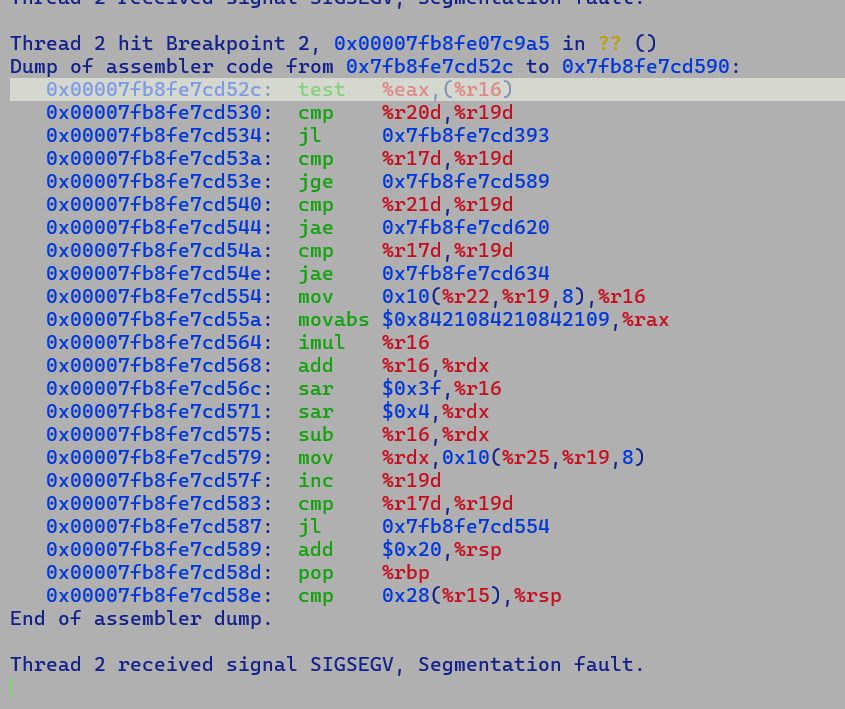 Thread 2 received signal SIGSEGV, Segmentation fault.
Thread 2 hit Breakpoint 2, 0x00007fb8fe07c9a5 in ?? ()
Dump of assembler code from 0x7fb8fe7cd52c to 0x7fb8fe7cd590:
0x00007fb8fe7cd52c: test %eax,(%r16)
0x00007fb8fe7cd530: cmp %r20d,%r19d
0x00007fb8fe7cd534: jl 0x7fb8fe7cd393
0x00007fb8fe7cd53a: cmp %r17d,%r19d
0x00007fb8fe7cd53e: jge 0x7fb8fe7cd589
0x00007fb8fe7cd540: cmp %r21d,%r19d
0x00007fb8fe7cd544: jae 0x7fb8fe7cd620
0x00007fb8fe7cd54a: cmp %r17d,%r19d
0x00007fb8fe7cd54e: jae 0x7fb8fe7cd634
0x00007fb8fe7cd554: mov 0x10(%r22,%r19,8),%r16
0x00007fb8fe7cd55a: movabs $0x8421084210842109,%rax
0x00007fb8fe7cd564: imul %r16
0x00007fb8fe7cd568: add %r16,%rdx
0x00007fb8fe7cd56c: sar $0x3f,%r16
0x00007fb8fe7cd571: sar $0x4,%rdx
0x00007fb8fe7cd575: sub %r16,%rdx
0x00007fb8fe7cd579: mov %rdx,0x10(%r25,%r19,8)
0x00007fb8fe7cd57f: inc %r19d
0x00007fb8fe7cd583: cmp %r17d,%r19d
0x00007fb8fe7cd587: jl 0x7fb8fe7cd554
0x00007fb8fe7cd589: add $0x20,%rsp
0x00007fb8fe7cd58d: pop %rbp
0x00007fb8fe7cd58e: cmp 0x28(%r15),%rsp
End of assembler dump.
Thread 2 received signal SIGSEGV, Segmentation fault.